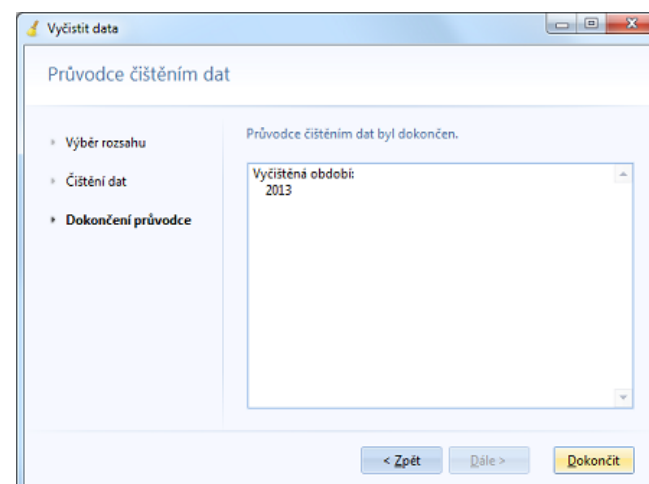 Vyčistit data
Průvodce čištěním dat
Výběr rozsahu
Čištění dat
Dokončení průvodce
Průvodce čištěním dat byl dokončen.
Vyčištěná období:
2013
< Zpět
Dále >
Dokončit